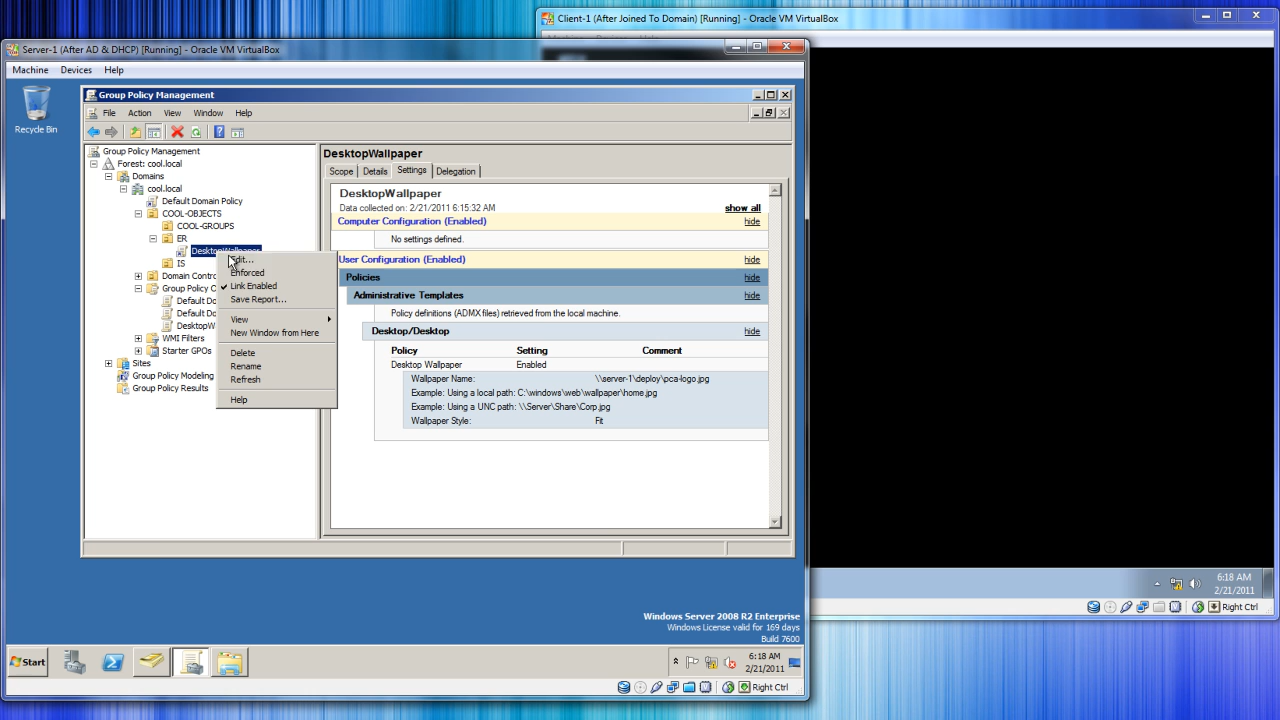 Client-1 (After Joined To Domain) [Running] - Oracle VM VirtualBox
Server-1 (After AD & DHCP) [Running] - Oracle VM VirtualBox
Machine Devices Help
Recycle Bin
Group Policy Management
File Action View Window Help
Group Policy Management
Forest: cool.local
Domains
cool.local
Default Domain Policy
COOL-OBJECTS
COOL-GROUPS
ER
DesktopWallpaper
IS
Domain Contro
Group Policy O
Default Do
Default Do
DesktopW
WMI Filters
Starter GPOs
Sites
Group Policy Modeling
Group Policy Results
Edit...
Enforced
Link Enabled
Save Report...
View
New Window from Here
Delete
Rename
Refresh
Help
DesktopWallpaper
Scope Details Settings Delegation
DesktopWallpaper
Data collected on: 2/21/2011 6:15:32 AM show all
Computer Configuration (Enabled) hide
No settings defined.
User Configuration (Enabled) hide
Policies hide
Administrative Templates hide
Policy definitions (ADMX files) retrieved from the local machine.
Desktop/Desktop hide
Policy Setting Comment
Desktop Wallpaper Enabled
Wallpaper Name: \\server-1\deploy\pca-logo.jpg
Example: Using a local path: C:\windows\web\wallpaper\home.jpg
Example: Using a UNC path: \\Server\Share\Corp.jpg
Wallpaper Style: Fit
6:18 AM
2/21/2011
Right Ctrl
Windows Server 2008 R2 Enterprise
Windows License valid for 169 days
Build 7600
Start
6:18 AM
2/21/2011
Right Ctrl